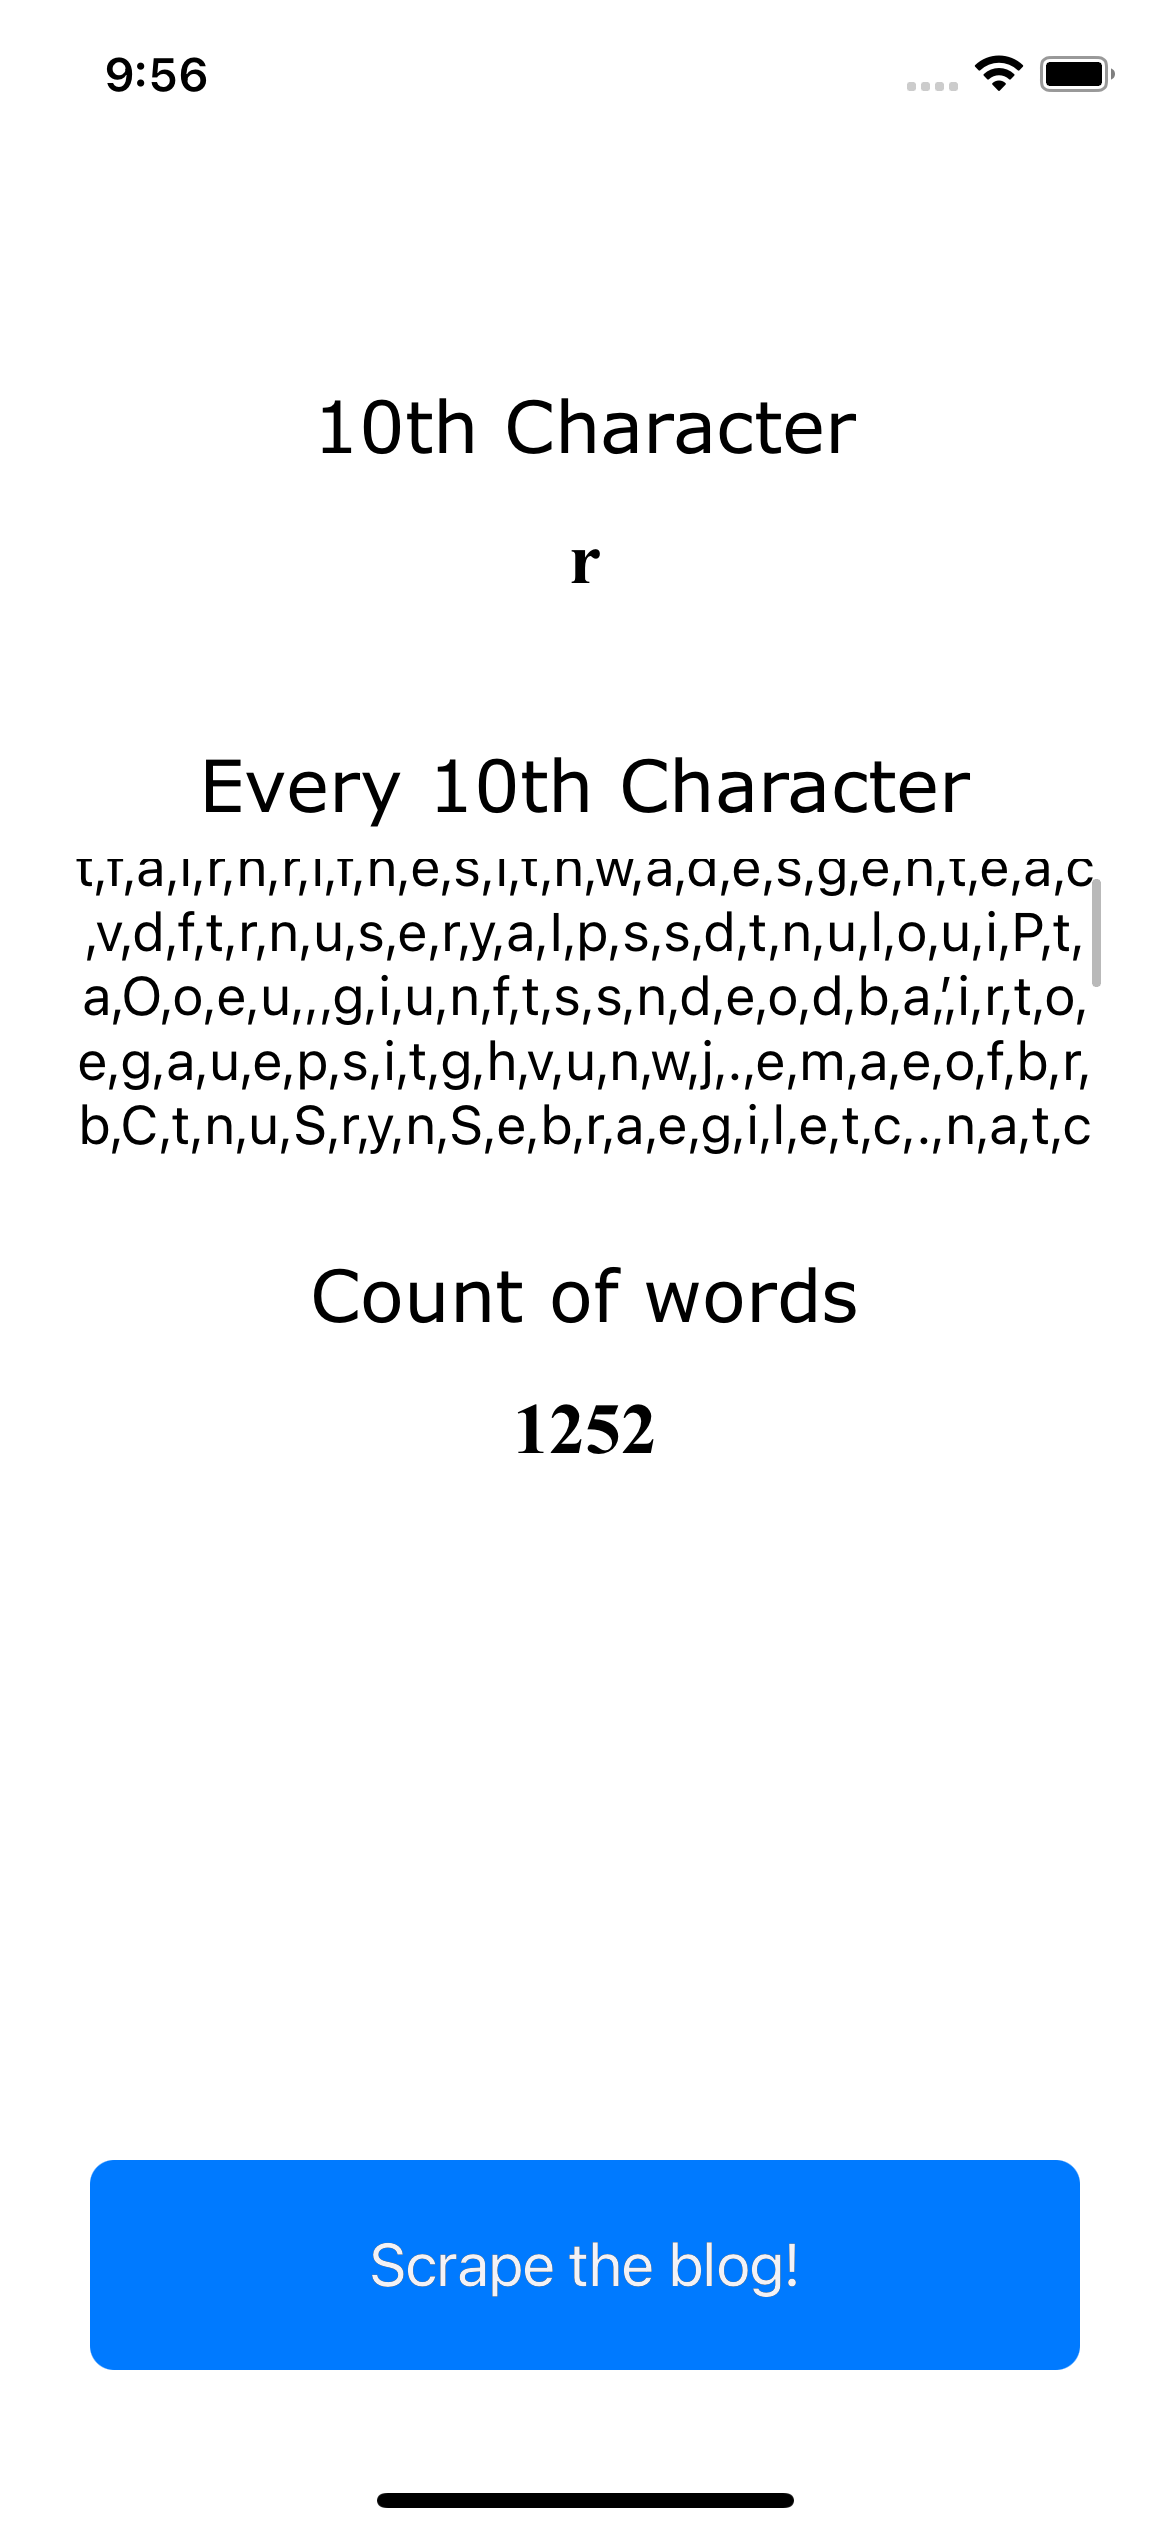 9:56
10th Character
r
Every 10th Character
t,f,a,i,r,n,r,i,f,n,e,s,i,t,n,w,a,d,e,s,g,e,n,t,e,a,c
,v,d,f,t,r,n,u,s,e,r,y,a,l,p,s,s,d,t,n,u,l,o,u,i,P,t,
a,O,o,e,u,,,g,i,u,n,f,t,s,s,n,d,e,o,d,b,a,’,i,r,t,o,
e,g,a,u,e,p,s,i,t,g,h,v,u,n,w,j,.,e,m,a,e,o,f,b,r,
b,C,t,n,u,S,r,y,n,S,e,b,r,a,e,g,i,l,e,t,c,.,n,a,t,c
Count of words
1252
Scrape the blog!